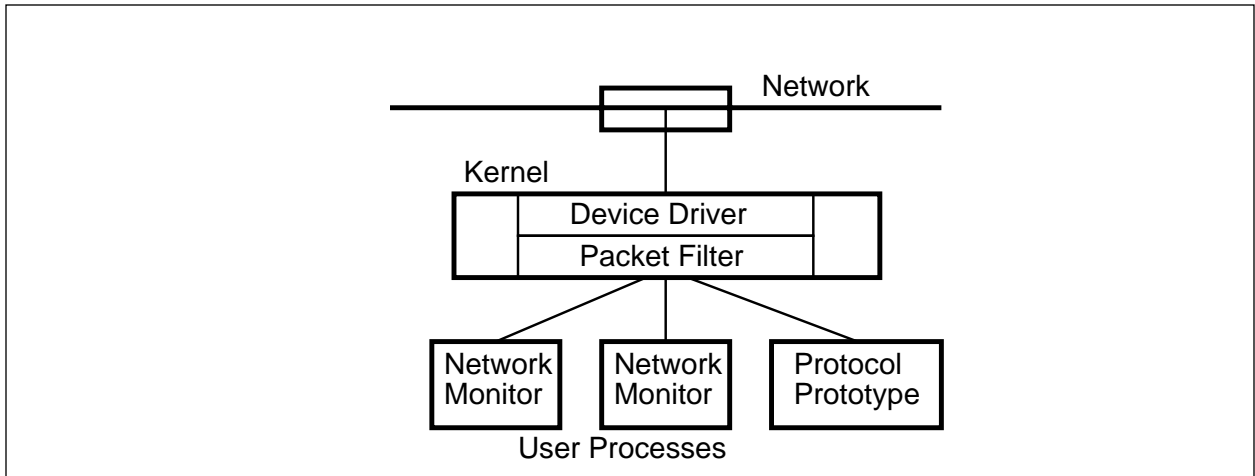 Network
Kernel
Device Driver
Packet Filter
Network
Monitor
Network
Monitor
Protocol
Prototype
User Processes